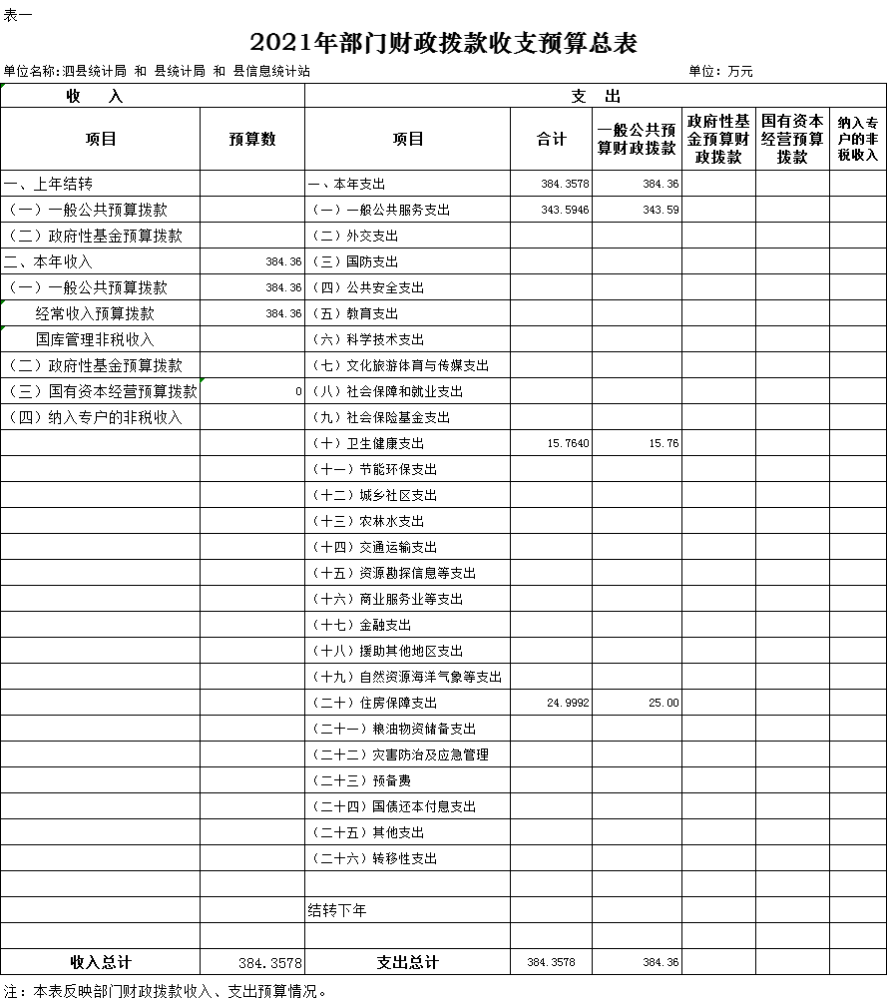 表一
2021年部门财政拨款收支预算总表
单位名称:泗县统计局 和 县统计局 和 县信息统计站 单位：万元
收 入 支 出
项目 预算数 项目 合计 一般公共预算财政拨款 政府性基金预算财政拨款 国有资本经营预算拨款 纳入专户的非税收入
一、上年结转 一、本年支出 384.3578 384.36
（一）一般公共预算拨款 （一）一般公共服务支出 343.5946 343.59
（二）政府性基金预算拨款 （二）外交支出
二、本年收入 384.36 （三）国防支出
（一）一般公共预算拨款 384.36 （四）公共安全支出
经常收入预算拨款 384.36 （五）教育支出
国库管理非税收入 （六）科学技术支出
（二）政府性基金预算拨款 （七）文化旅游体育与传媒支出
（三）国有资本经营预算拨款 0 （八）社会保障和就业支出
（四）纳入专户的非税收入 （九）社会保险基金支出
（十）卫生健康支出 15.7640 15.76
（十一）节能环保支出
（十二）城乡社区支出
（十三）农林水支出
（十四）交通运输支出
（十五）资源勘探信息等支出
（十六）商业服务业等支出
（十七）金融支出
（十八）援助其他地区支出
（十九）自然资源海洋气象等支出
（二十）住房保障支出 24.9992 25.00
（二十一）粮油物资储备支出
（二十二）灾害防治及应急管理
（二十三）预备费
（二十四）国债还本付息支出
（二十五）其他支出
（二十六）转移性支出
结转下年
收入总计 384.3578 支出总计 384.3578 384.36
注：本表反映部门财政拨款收入、支出预算情况。